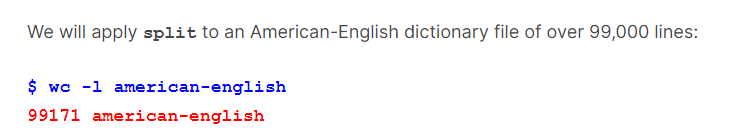 We will apply split to an American-English dictionary file of over 99,000 lines:
$ wc -l american-english
99171 american-english